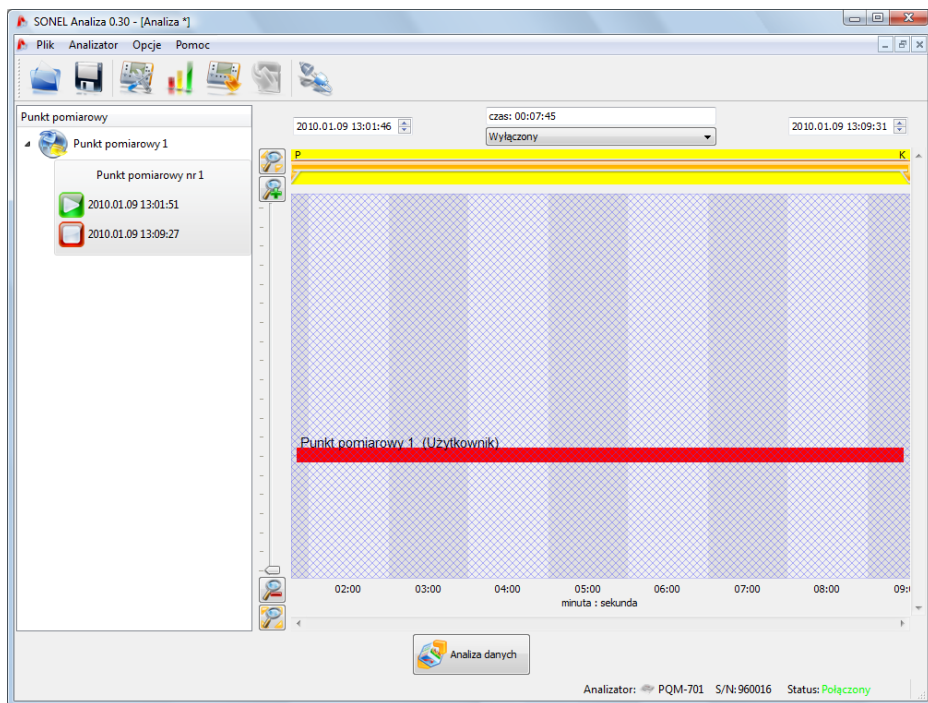 SONEL Analiza 0.30 - [Analiza *]
Plik Analizator Opcje Pomoc
Punkt pomiarowy
Punkt pomiarowy 1
Punkt pomiarowy nr 1
2010.01.09 13:01:51
2010.01.09 13:09:27
2010.01.09 13:01:46
czas: 00:07:45
Wyłączony
2010.01.09 13:09:31
P K
Punkt pomiarowy 1 (Użytkownik)
02:00 03:00 04:00 05:00 06:00 07:00 08:00 09:
minuta : sekunda
Analiza danych
Analizator: PQM-701 S/N: 960016 Status: Połączony